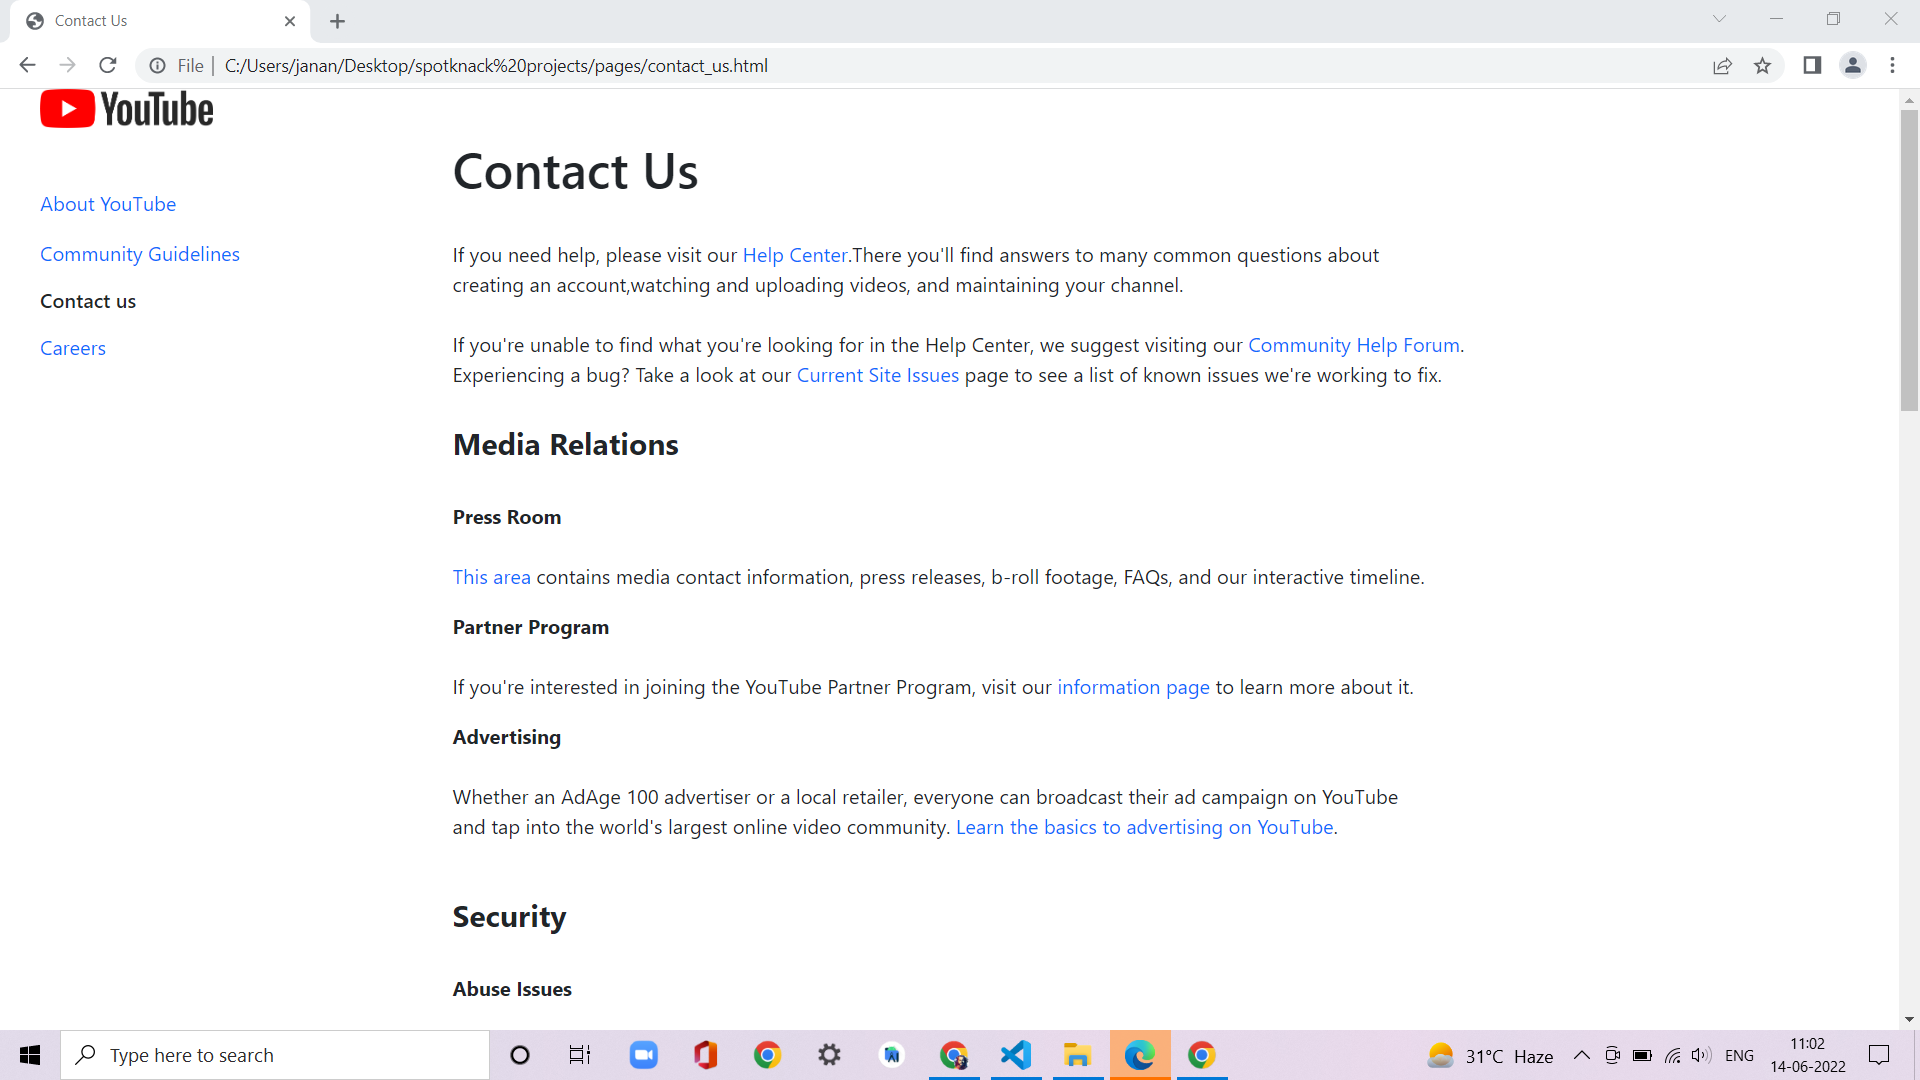 Contact Us
File
C:/Users/janan/Desktop/spotknack%20projects/pages/contact_us.html
YouTube
About YouTube
Community Guidelines
Contact us
Careers
Contact Us
If you need help, please visit our Help Center.There you'll find answers to many common questions about
creating an account,watching and uploading videos, and maintaining your channel.
If you're unable to find what you're looking for in the Help Center, we suggest visiting our Community Help Forum.
Experiencing a bug? Take a look at our Current Site Issues page to see a list of known issues we're working to fix.
Media Relations
Press Room
This area contains media contact information, press releases, b-roll footage, FAQs, and our interactive timeline.
Partner Program
If you're interested in joining the YouTube Partner Program, visit our information page to learn more about it.
Advertising
Whether an AdAge 100 advertiser or a local retailer, everyone can broadcast their ad campaign on YouTube
and tap into the world's largest online video community. Learn the basics to advertising on YouTube.
Security
Abuse Issues
Type here to search
31°C Haze
ENG
11:02
14-06-2022